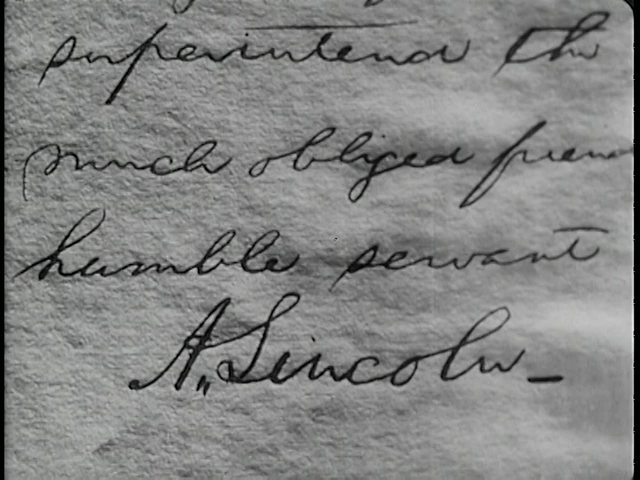 superintend the
much obliged friend
humble servant
A. Lincoln